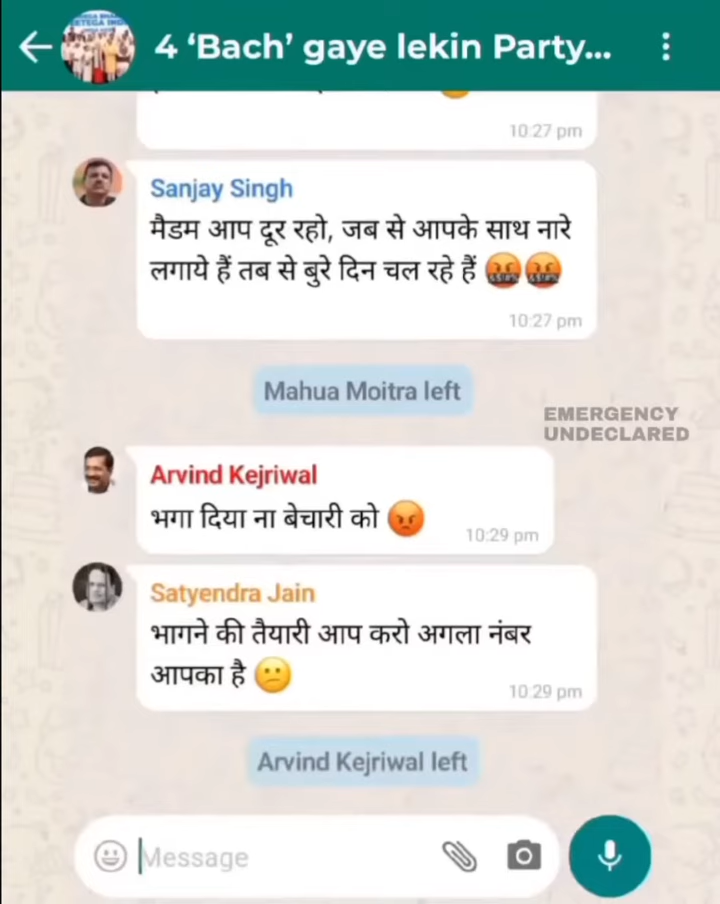 4 ‘Bach’ gaye lekin Party...
10:27 pm
Sanjay Singh
मैडम आप दूर रहो, जब से आपके साथ नारे
लगाये हैं तब से बुरे दिन चल रहे हैं
10:27 pm
Mahua Moitra left
EMERGENCY
UNDECLARED
Arvind Kejriwal
भगा दिया ना बेचारी को
10:29 pm
Satyendra Jain
भागने की तैयारी आप करो अगला नंबर
आपका है
10:29 pm
Arvind Kejriwal left
Message